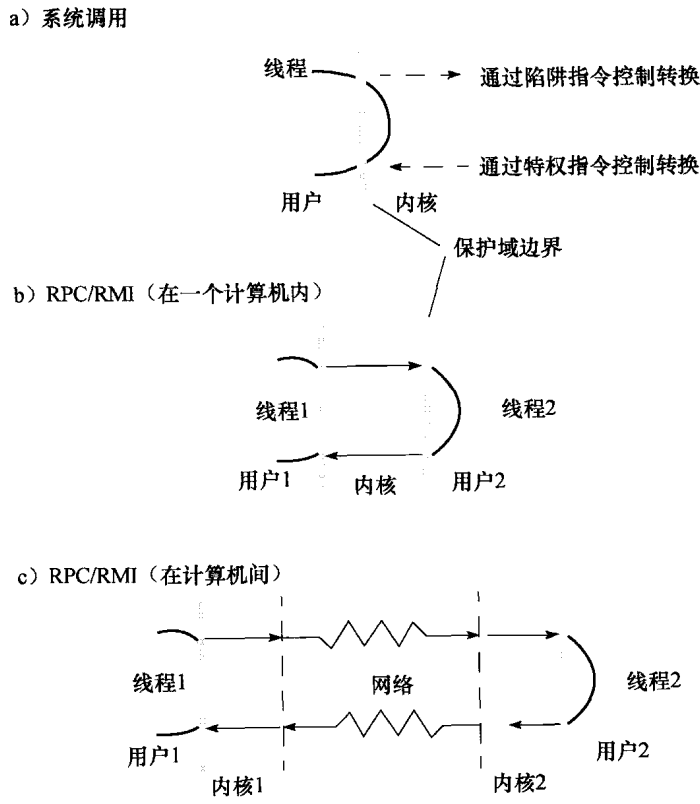 a）系统调用
线程
通过陷阱指令控制转换
通过特权指令控制转换
用户
内核
保护域边界
b）RPC/RMI（在一个计算机内）
线程1
线程2
用户1
内核
用户2
c）RPC/RMI（在计算机间）
线程1
网络
线程2
用户1
用户2
内核1
内核2